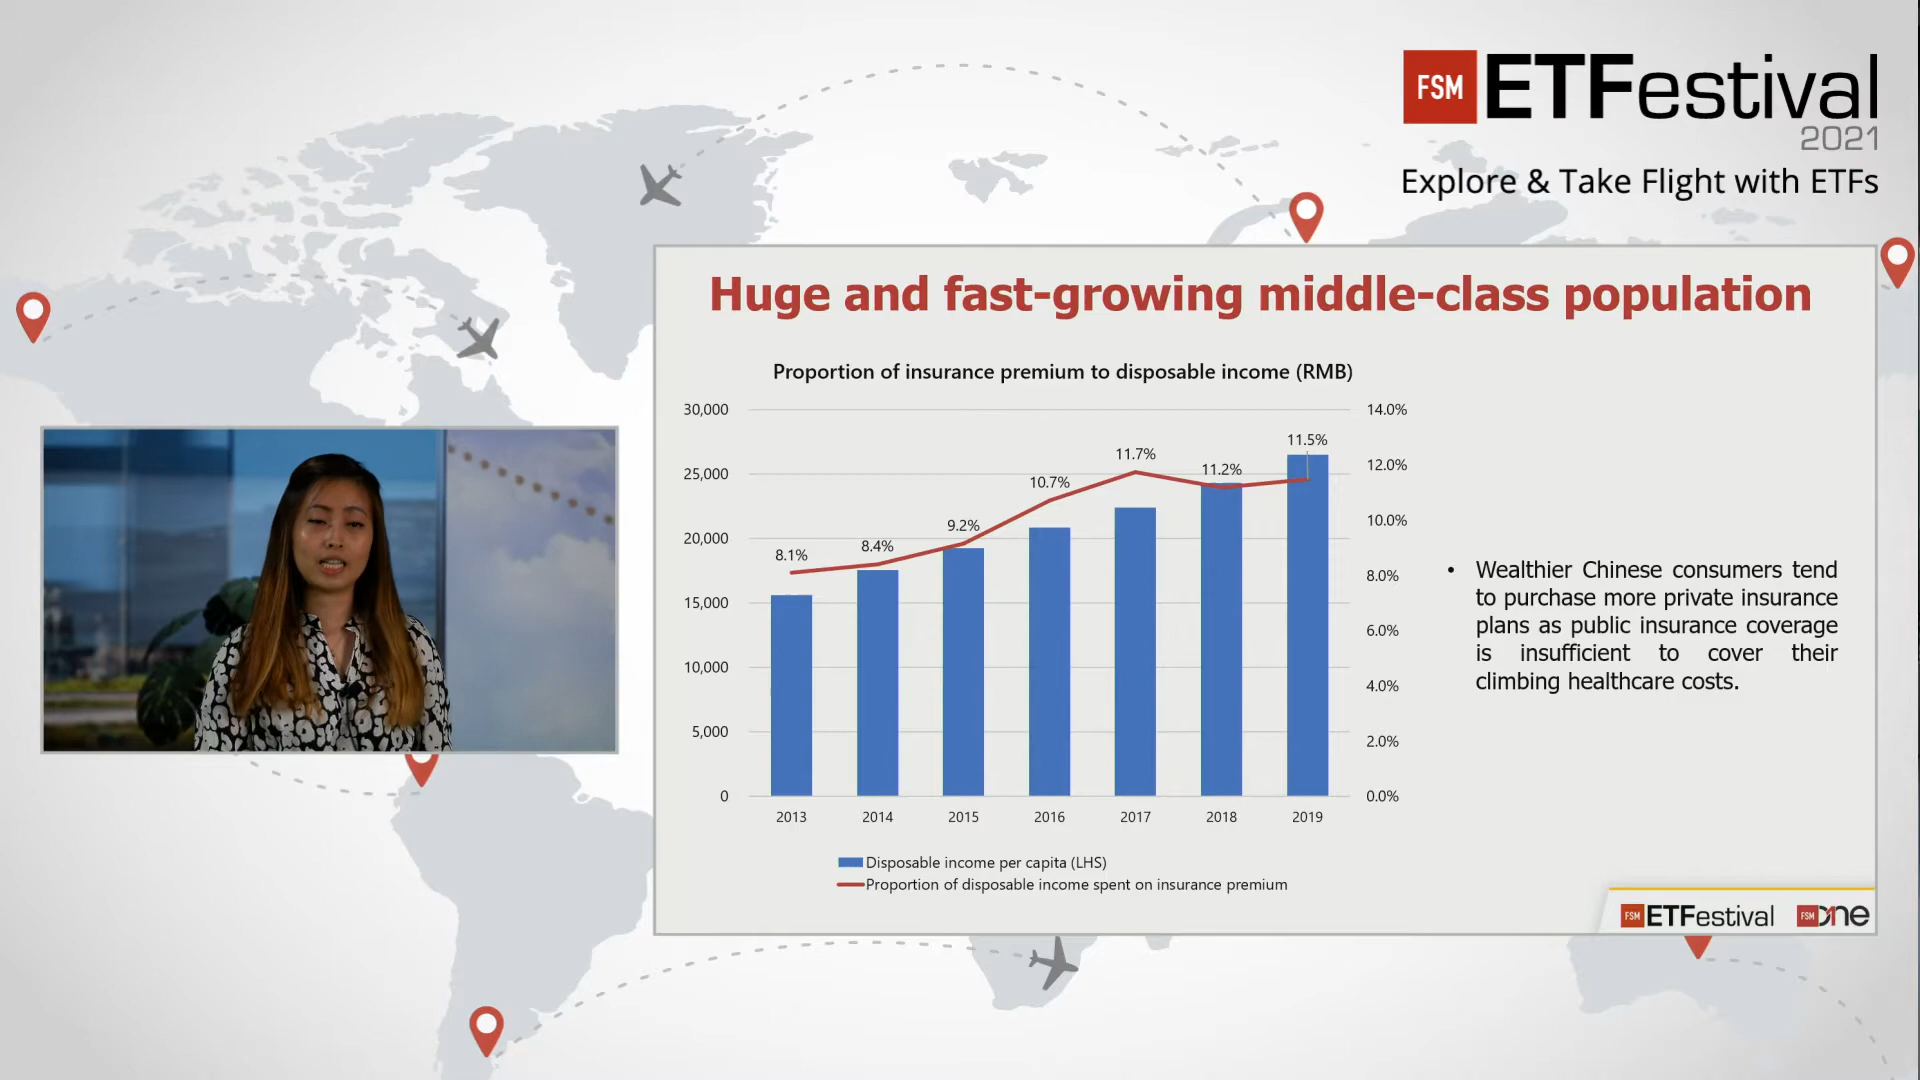 FSM ETFestival
2021
Explore & Take Flight with ETFs
Huge and fast-growing middle-class population
Proportion of insurance premium to disposable income (RMB)
30,000
25,000
20,000
15,000
10,000
5,000
0
14.0%
12.0%
10.0%
8.0%
6.0%
4.0%
2.0%
0.0%
8.1%
8.4%
9.2%
10.7%
11.7%
11.2%
11.5%
2013 2014 2015 2016 2017 2018 2019
Disposable income per capita (LHS)
Proportion of disposable income spent on insurance premium
• Wealthier Chinese consumers tend
to purchase more private insurance
plans as public insurance coverage
is insufficient to cover their
climbing healthcare costs.
FSM ETFestival FSM One